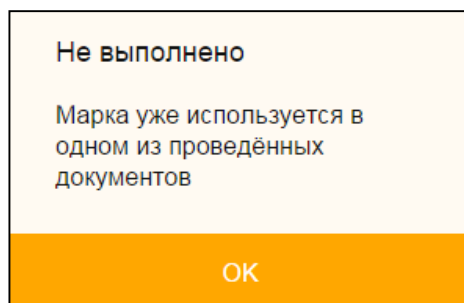 Не выполнено
Марка уже используется в
одном из проведённых
документов
OK